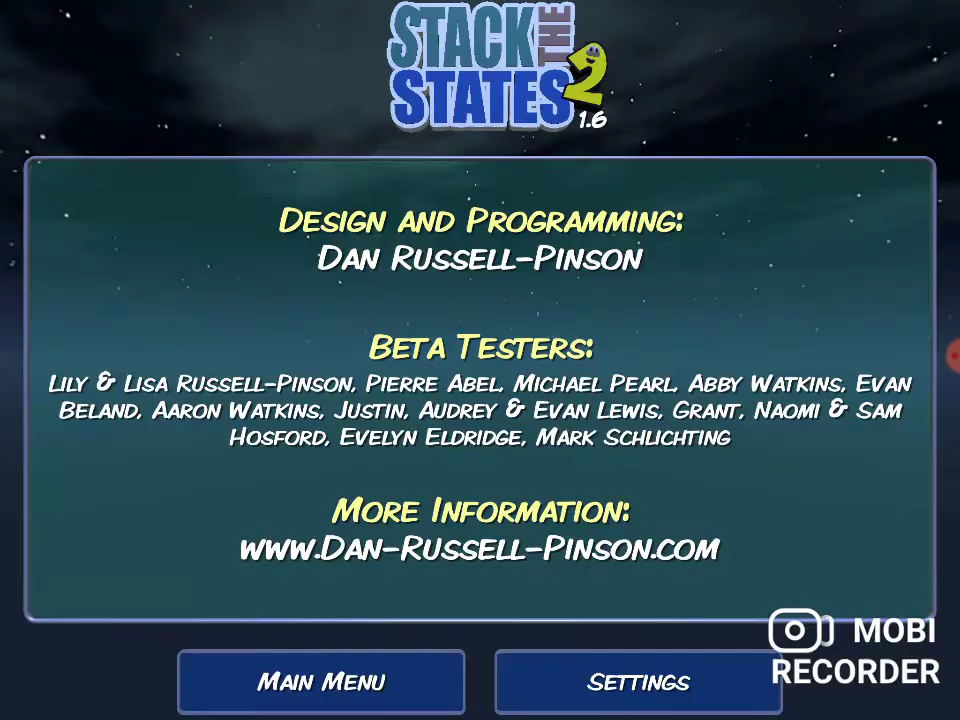 STACK THE
STATES 2
1.6
DESIGN AND PROGRAMMING:
DAN RUSSELL-PINSON
BETA TESTERS:
LILY & LISA RUSSELL-PINSON, PIERRE ABEL, MICHAEL PEARL, ABBY WATKINS, EVAN
BELAND, AARON WATKINS, JUSTIN, AUDREY & EVAN LEWIS, GRANT, NAOMI & SAM
HOSFORD, EVELYN ELDRIDGE, MARK SCHLICHTING
MORE INFORMATION:
WWW.DAN-RUSSELL-PINSON.COM
MOBI
RECORDER
MAIN MENU
SETTINGS